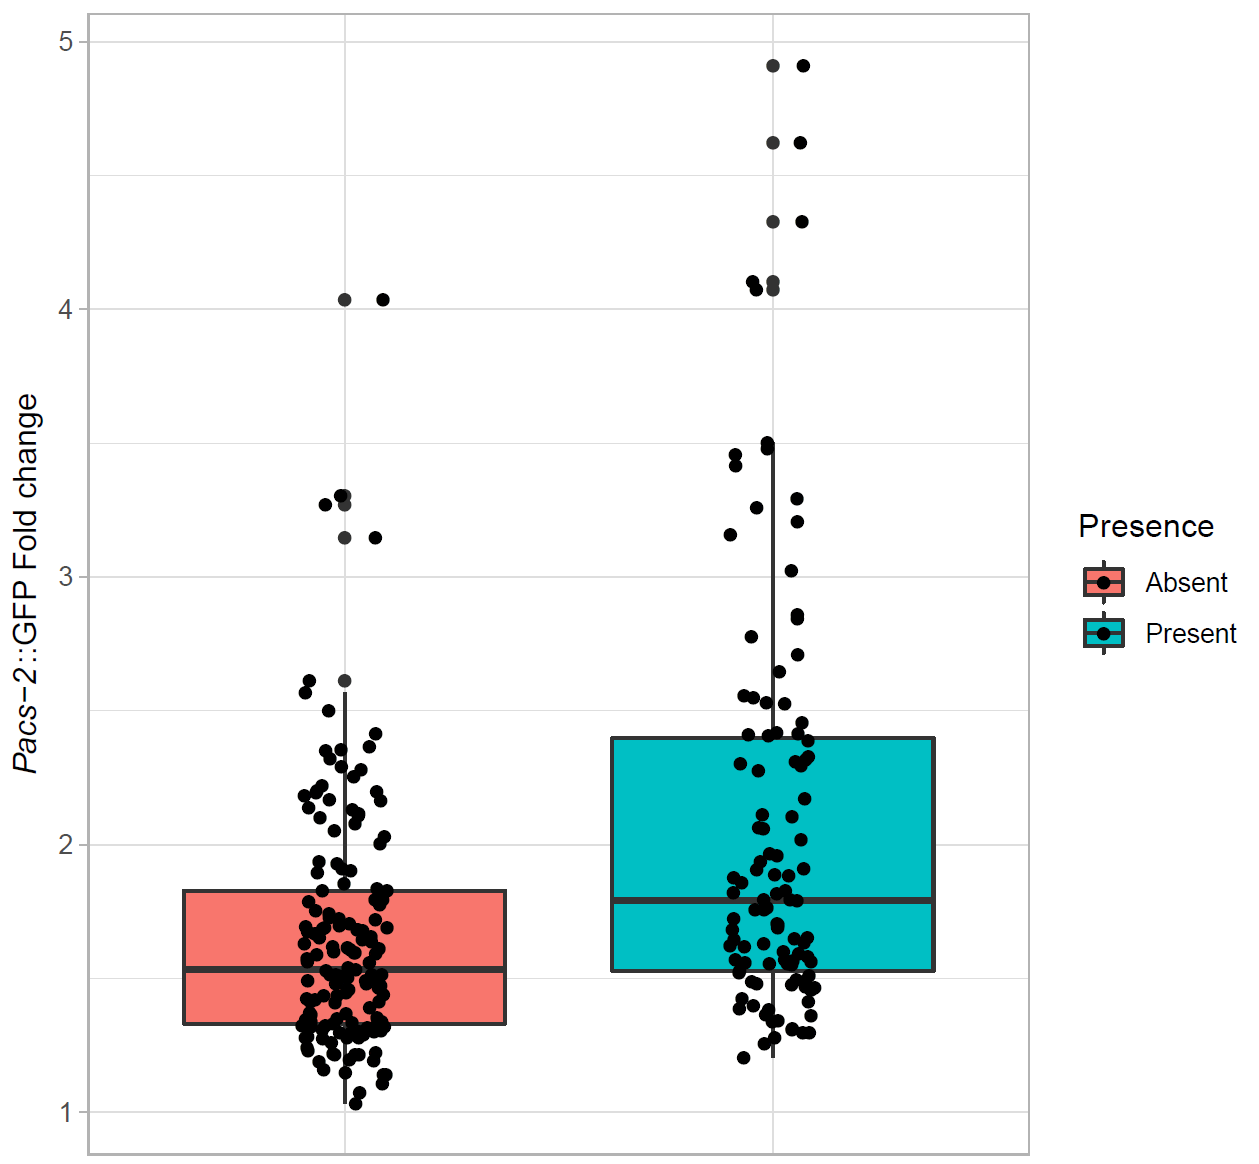 5
4
3
2
1
Pacs−2::GFP Fold change
Presence
Absent
Present